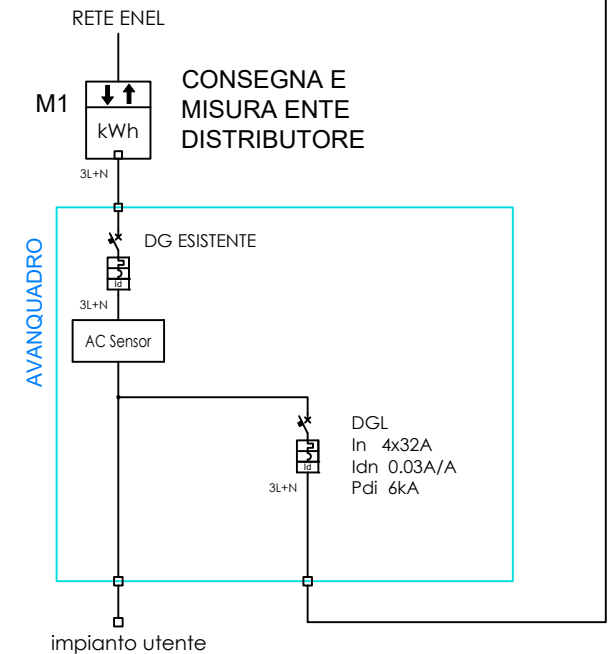 RETE ENEL
M1
kWh
CONSEGNA E
MISURA ENTE
DISTRIBUTORE
3L+N
AVANQUADRO
DG ESISTENTE
Id
3L+N
AC Sensor
DGL
In 4x32A
Idn 0.03A/A
Pdi 6kA
Id
3L+N
impianto utente